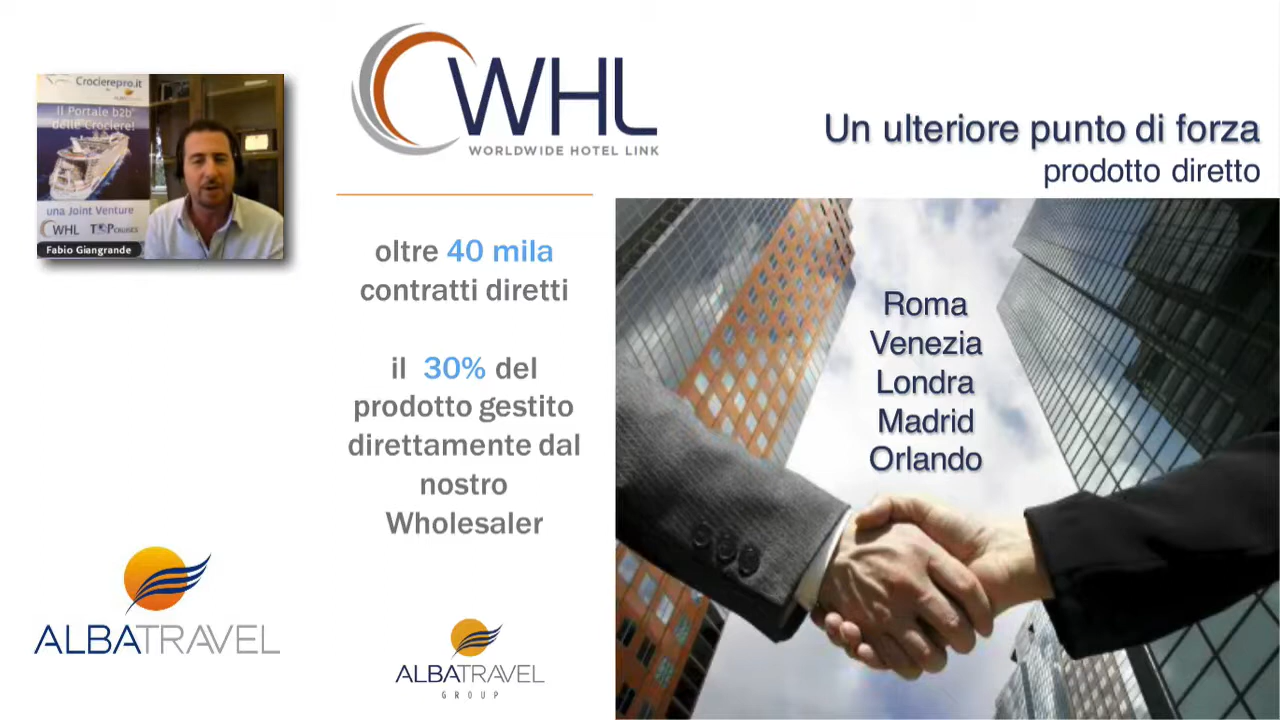 Crocierepro.it
ALBATRAVEL
Il Portale b2b
delle Crociere!
una Joint Venture
WHL TOP CRUISES
Fabio Giangrande
WHL
WORLDWIDE HOTEL LINK
Un ulteriore punto di forza
prodotto diretto
oltre 40 mila
contratti diretti
il 30% del
prodotto gestito
direttamente dal
nostro
Wholesaler
Roma
Venezia
Londra
Madrid
Orlando
ALBATRAVEL
ALBATRAVEL
GROUP